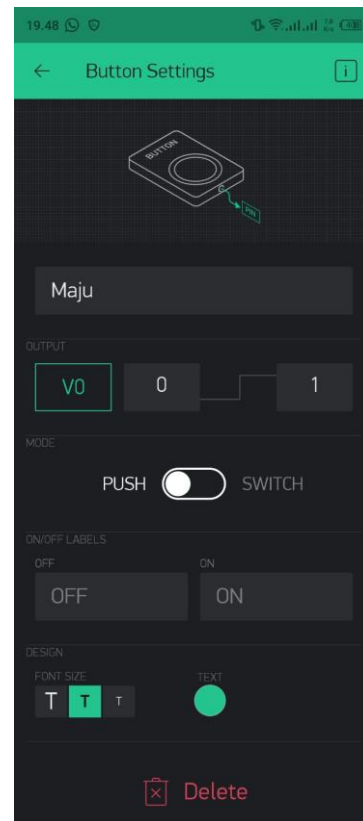 19.48
Button Settings
i
BUTTON
PIN
Maju
OUTPUT
V0 0 1
MODE
PUSH SWITCH
ON/OFF LABELS
OFF ON
OFF ON
DESIGN
FONT SIZE TEXT
T T T
Delete